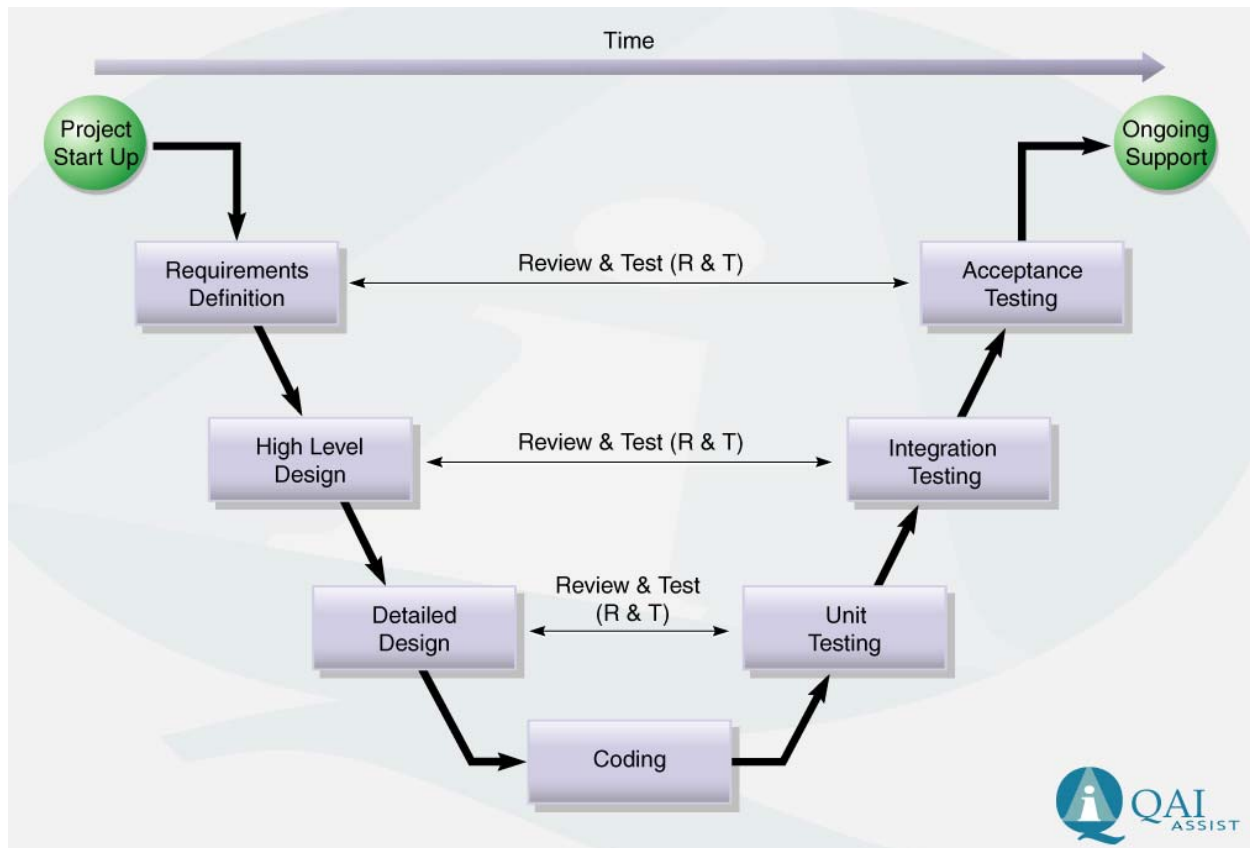 Time
Project
Start Up
Ongoing
Support
Requirements
Definition
Review & Test (R & T)
Acceptance
Testing
High Level
Design
Review & Test (R & T)
Integration
Testing
Detailed
Design
Review & Test
(R & T)
Unit
Testing
Coding
QAI
ASSIST